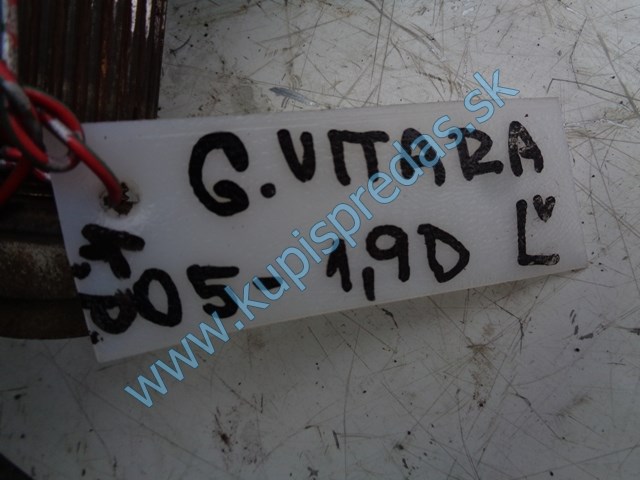 G.VITARA
05- 1,9D Ľ
www.kupispredas.sk